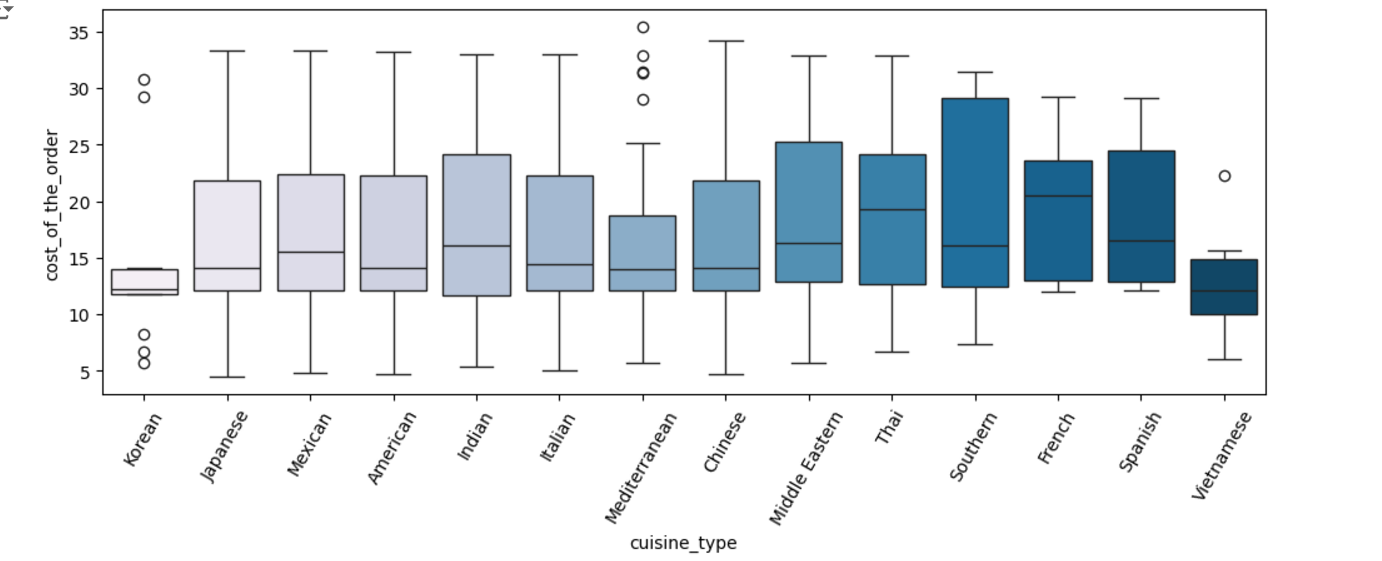 cost_of_the_order
35
30
25
20
15
10
5
Korean
Japanese
Mexican
American
Indian
Italian
Mediterranean
Chinese
Middle Eastern
Thai
Southern
French
Spanish
Vietnamese
cuisine_type